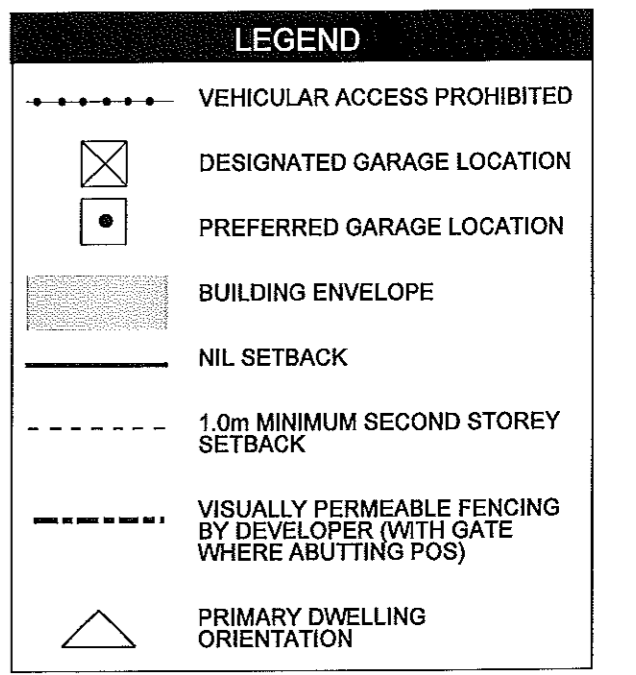 LEGEND
VEHICULAR ACCESS PROHIBITED
DESIGNATED GARAGE LOCATION
PREFERRED GARAGE LOCATION
BUILDING ENVELOPE
NIL SETBACK
1.0m MINIMUM SECOND STOREY
SETBACK
VISUALLY PERMEABLE FENCING
BY DEVELOPER (WITH GATE
WHERE ABUTTING POS)
PRIMARY DWELLING
ORIENTATION